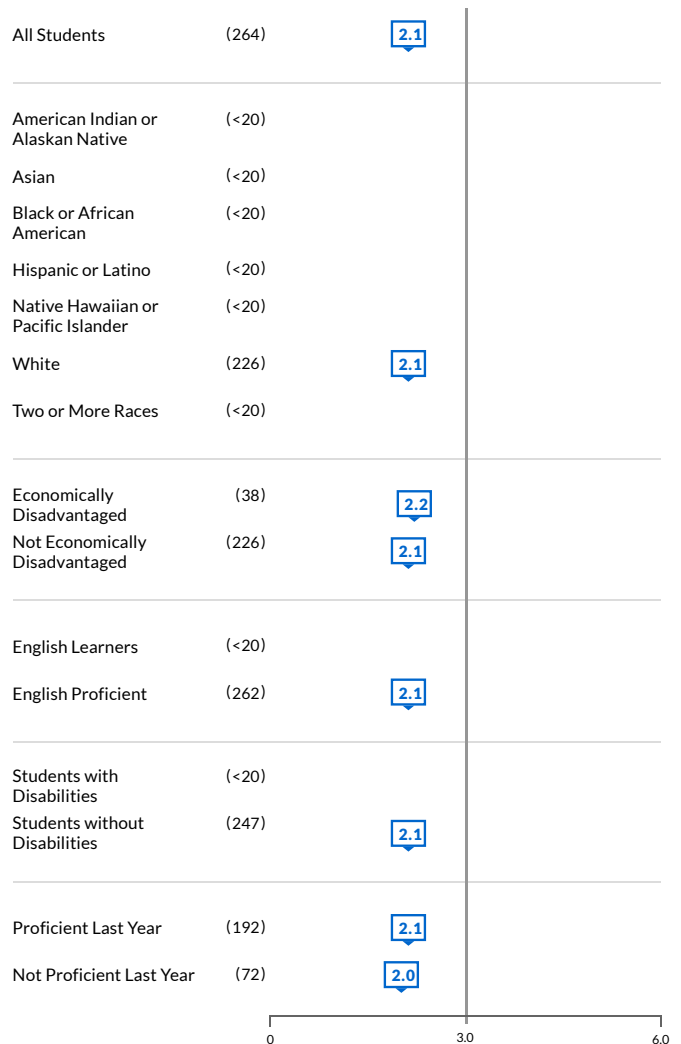 All Students (264) 2.1
American Indian or (<20)
Alaskan Native
Asian (<20)
Black or African (<20)
American
Hispanic or Latino (<20)
Native Hawaiian or (<20)
Pacific Islander
White (226) 2.1
Two or More Races (<20)
Economically (38) 2.2
Disadvantaged
Not Economically (226) 2.1
Disadvantaged
English Learners (<20)
English Proficient (262) 2.1
Students with (<20)
Disabilities
Students without (247) 2.1
Disabilities
Proficient Last Year (192) 2.1
Not Proficient Last Year (72) 2.0
0 3.0 6.0